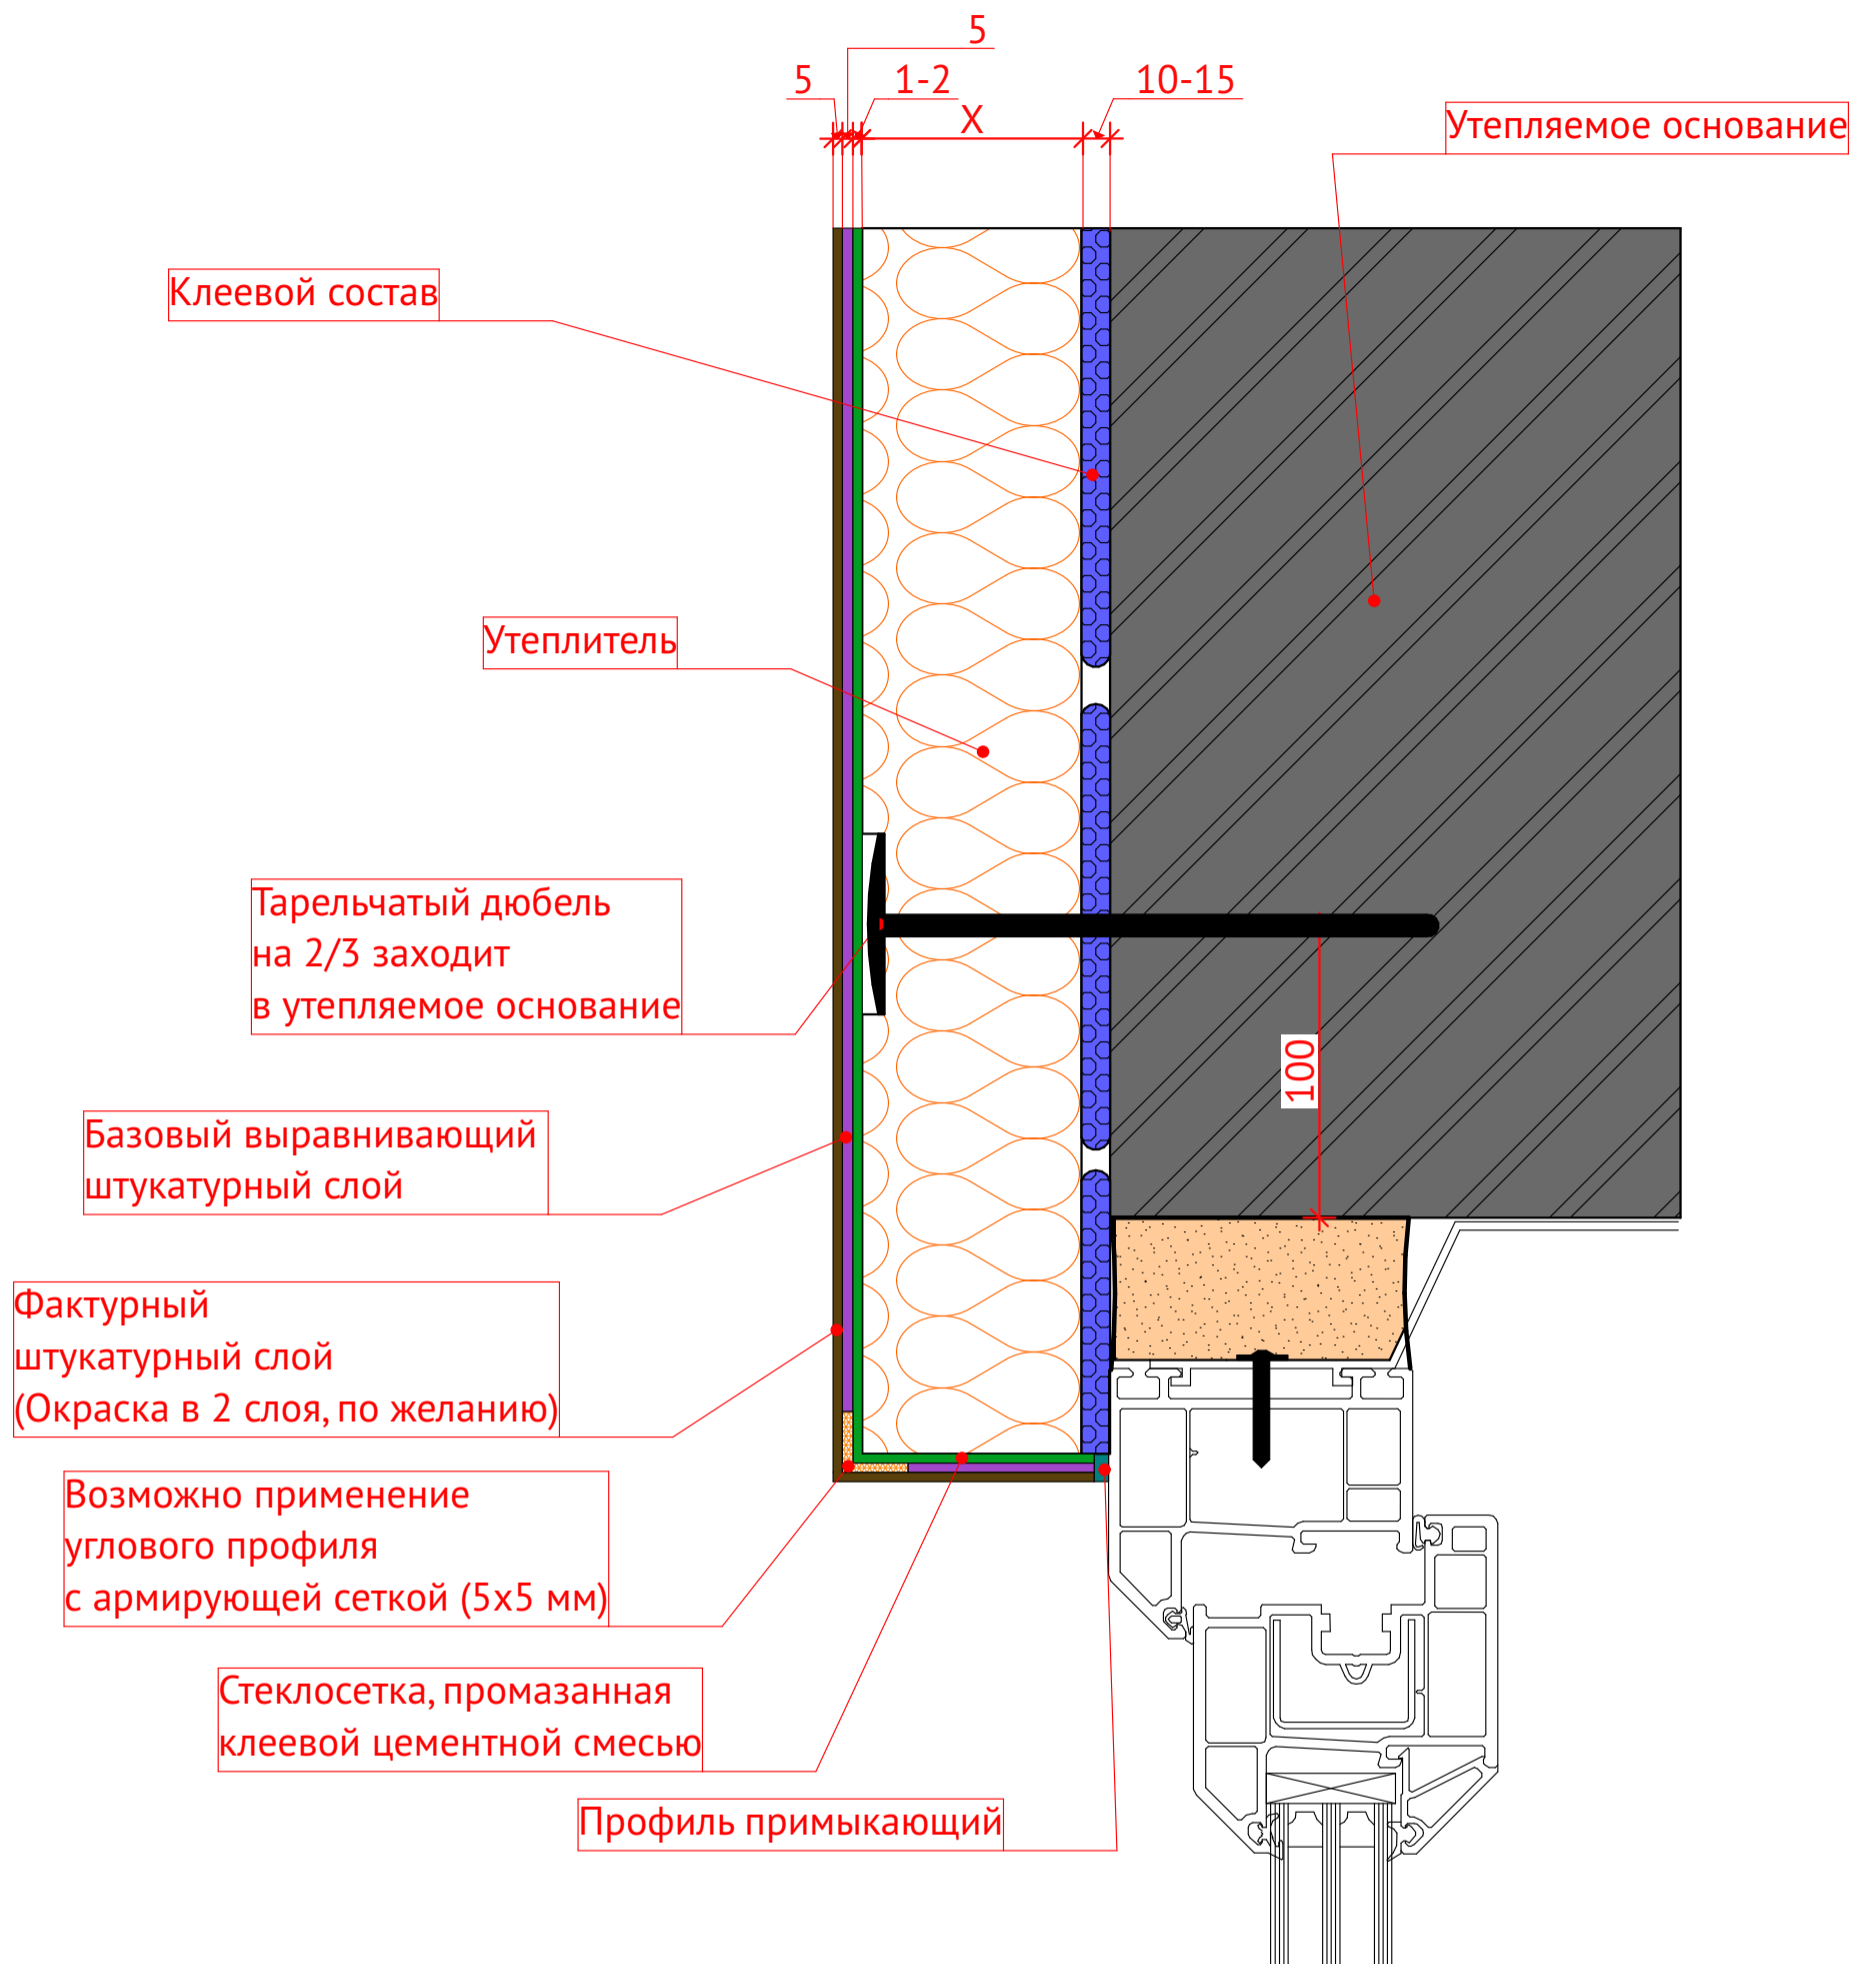 5
5
1-2
10-15
X
Утепляемое основание
Клеевой состав
Утеплитель
Тарельчатый дюбель
на 2/3 заходит
в утепляемое основание
100
Базовый выравнивающий
штукатурный слой
Фактурный
штукатурный слой
(Окраска в 2 слоя, по желанию)
Возможно применение
углового профиля
с армирующей сеткой (5х5 мм)
Стеклосетка, промазанная
клеевой цементной смесью
Профиль примыкающий